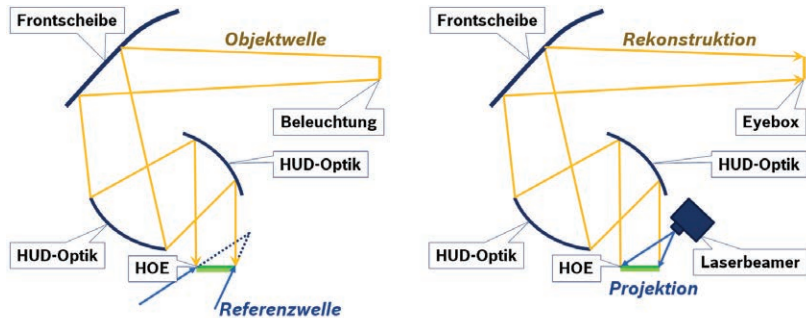 Frontscheibe
Objektwelle
Beleuchtung
HUD-Optik
HUD-Optik
HOE
Referenzwelle
Frontscheibe
Rekonstruktion
Eyebox
HUD-Optik
HUD-Optik
HOE
Laserbeamer
Projektion